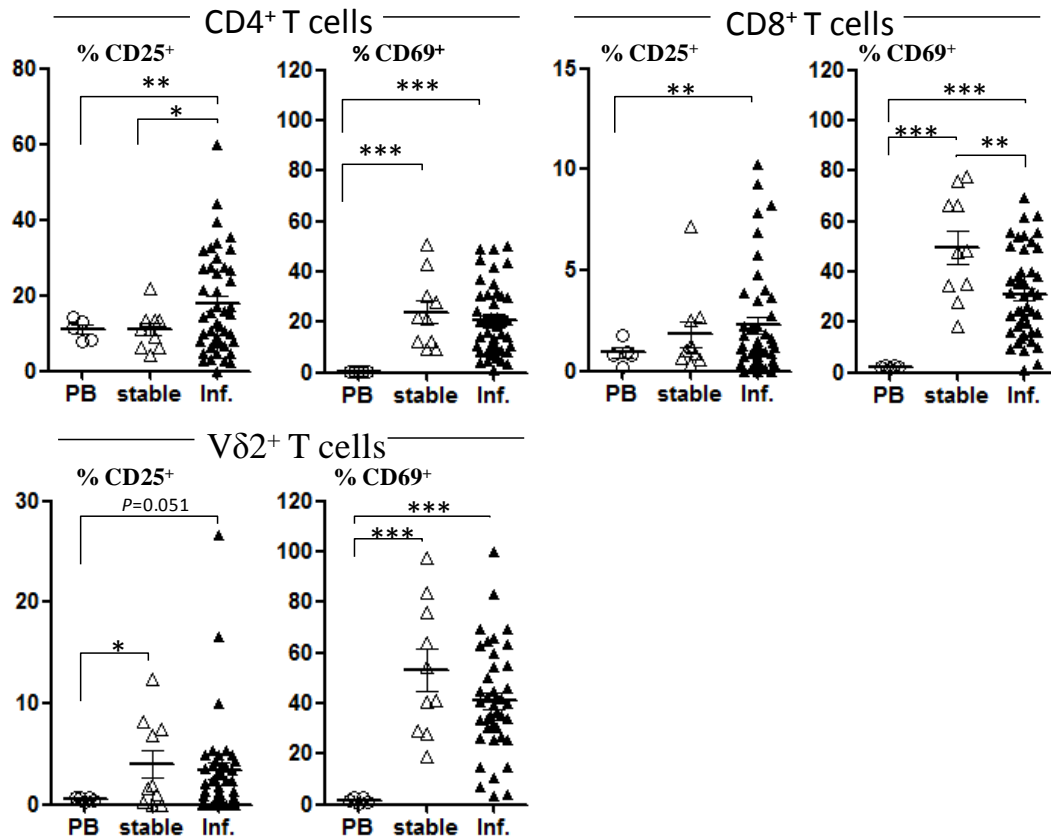 CD4⁺ T cells
% CD25⁺
80
60
40
20
0
**
*
PB stable Inf.
% CD69⁺
120
100
80
60
40
20
0
***
***
PB stable Inf.
CD8⁺ T cells
% CD25⁺
15
10
5
0
**
PB stable Inf.
% CD69⁺
120
100
80
60
40
20
0
***
***
**
PB stable Inf.
Vδ2⁺ T cells
% CD25⁺
30
20
10
0
P=0.051
*
PB stable Inf.
% CD69⁺
120
100
80
60
40
20
0
***
***
PB stable Inf.